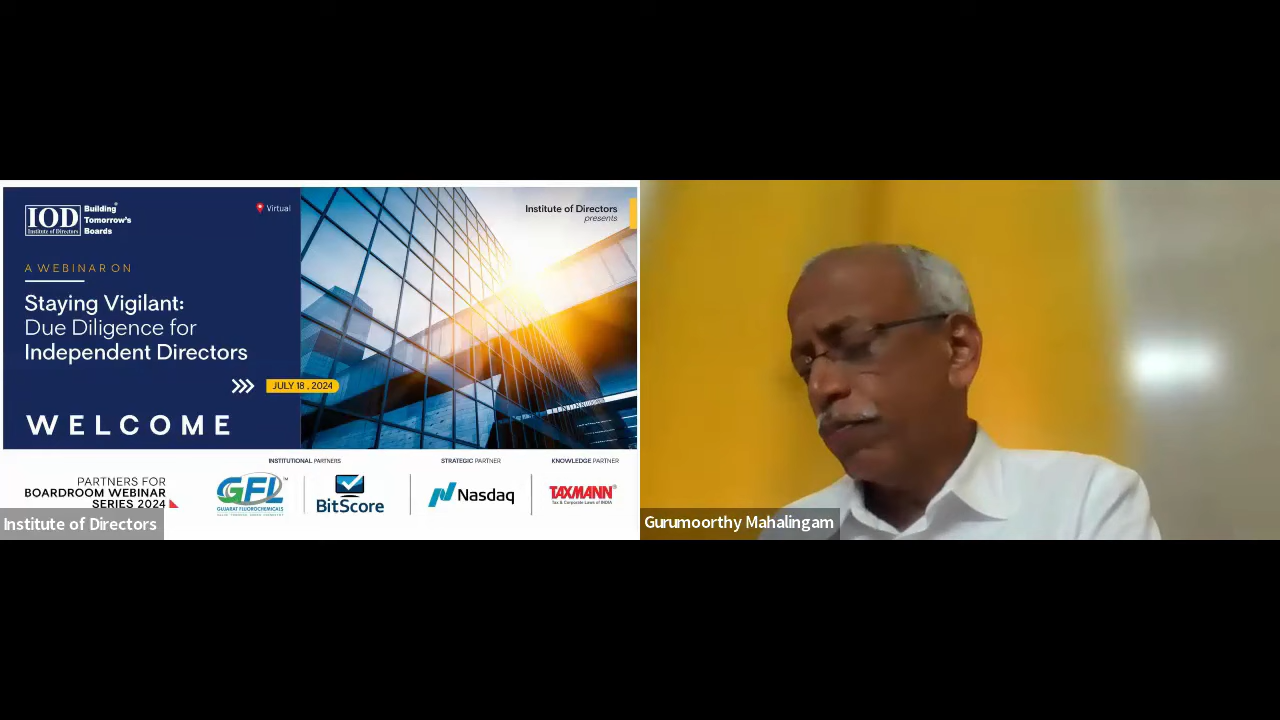 IOD
Institute of Directors
Building
Tomorrow's
Boards
Virtual
Institute of Directors
presents
A WEBINAR ON
Staying Vigilant:
Due Diligence for
Independent Directors
JULY 18 , 2024
WELCOME
INSTITUTIONAL PARTNERS
STRATEGIC PARTNER
KNOWLEDGE PARTNER
PARTNERS FOR
BOARDROOM WEBINAR
SERIES 2024
GFL™
GUJARAT FLUOROCHEMICALS
BitScore
Nasdaq
TAXMANN®
Tax & Corporate Laws of INDIA
Institute of Directors
Gurumoorthy Mahalingam